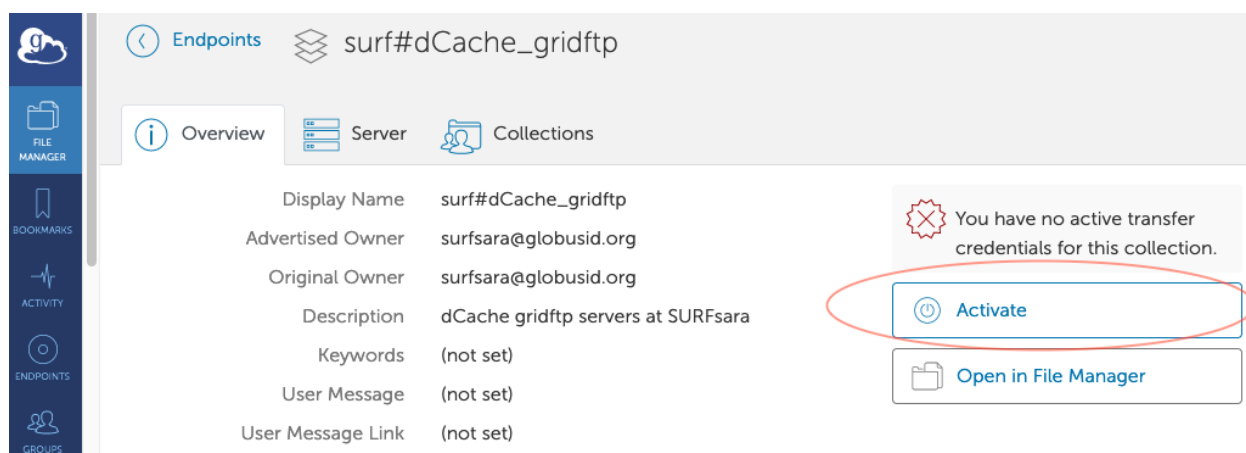 Endpoints
surf#dCache_gridftp
FILE
MANAGER
BOOKMARKS
ACTIVITY
ENDPOINTS
GROUPS
Overview
Server
Collections
Display Name surf#dCache_gridftp
Advertised Owner surfsara@globusid.org
Original Owner surfsara@globusid.org
Description dCache gridftp servers at SURFsara
Keywords (not set)
User Message (not set)
User Message Link (not set)
You have no active transfer
credentials for this collection.
Activate
Open in File Manager